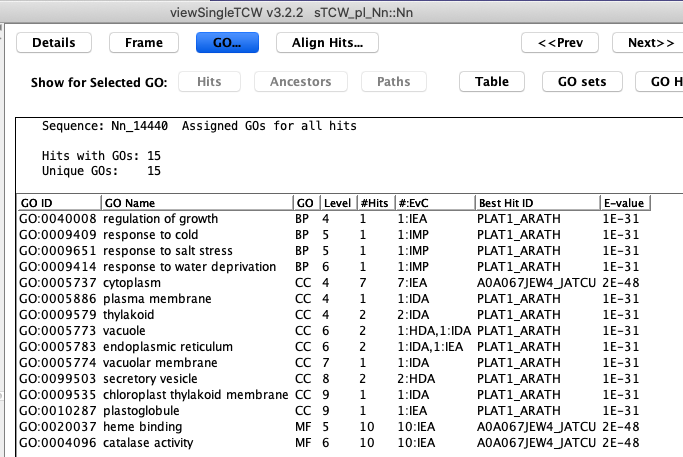 viewSingleTCW v3.2.2 sTCW_pl_Nn::Nn
Details Frame GO... Align Hits... <<Prev Next>>
Show for Selected GO: Hits Ancestors Paths Table GO sets GO H
Sequence: Nn_14440 Assigned GOs for all hits
Hits with GOs: 15
Unique GOs: 15
GO ID GO Name GO Level #Hits #:EvC Best Hit ID E-value
GO:0040008 regulation of growth BP 4 1 1:IEA PLAT1_ARATH 1E-31
GO:0009409 response to cold BP 5 1 1:IMP PLAT1_ARATH 1E-31
GO:0009651 response to salt stress BP 5 1 1:IMP PLAT1_ARATH 1E-31
GO:0009414 response to water deprivation BP 6 1 1:IMP PLAT1_ARATH 1E-31
GO:0005737 cytoplasm CC 4 7 7:IEA A0A067JEW4_JATCU 2E-48
GO:0005886 plasma membrane CC 4 1 1:IDA PLAT1_ARATH 1E-31
GO:0009579 thylakoid CC 4 2 2:IDA PLAT1_ARATH 1E-31
GO:0005773 vacuole CC 6 2 1:HDA,1:IDA PLAT1_ARATH 1E-31
GO:0005783 endoplasmic reticulum CC 6 2 1:IDA,1:IEA PLAT1_ARATH 1E-31
GO:0005774 vacuolar membrane CC 7 1 1:IDA PLAT1_ARATH 1E-31
GO:0099503 secretory vesicle CC 8 2 2:HDA PLAT1_ARATH 1E-31
GO:0009535 chloroplast thylakoid membrane CC 9 1 1:IDA PLAT1_ARATH 1E-31
GO:0010287 plastoglobule CC 9 1 1:IEA PLAT1_ARATH 1E-31
GO:0020037 heme binding MF 5 10 10:IEA A0A067JEW4_JATCU 2E-48
GO:0004096 catalase activity MF 6 10 10:IEA A0A067JEW4_JATCU 2E-48